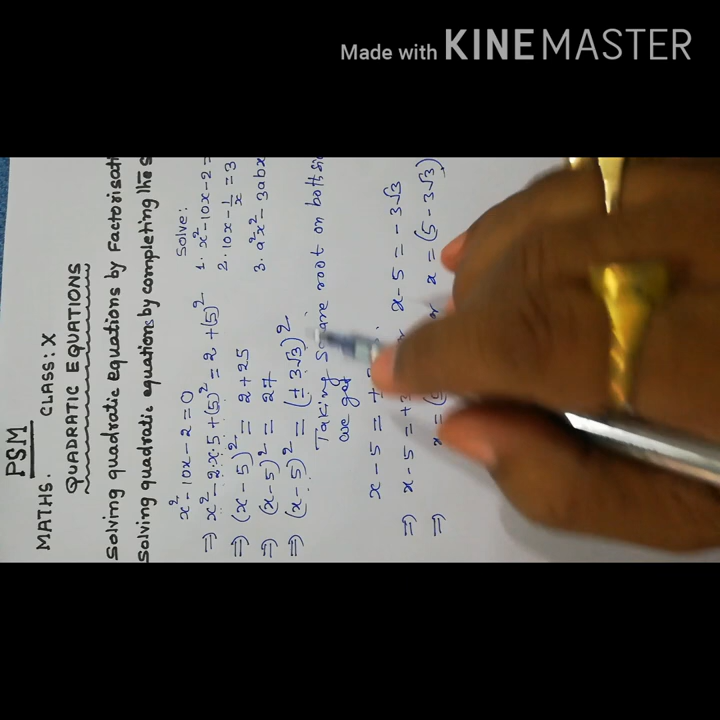 Made with KINEMASTER
PSM
MATHS. CLASS: X
QUADRATIC EQUATIONS
Solving quadratic equations by Factorisati
Solving quadratic equations by completing the s
Solve:
1. x² - 10x - 2 =
2. 10x - 1/x = 3
3. a²x² - 3abx
x² - 10x - 2 = 0
⇒ x² - 2·x·5 + (5)² = 2 + (5)²
⇒ (x - 5)² = 2 + 25
⇒ (x - 5)² = 27
⇒ (x - 5)² = (± 3√3)²
Taking Square root on both si
we get
x - 5 = ±
⇒ x - 5 = +3 x - 5 = - 3√3
⇒ x = ( x = (5 - 3√3)